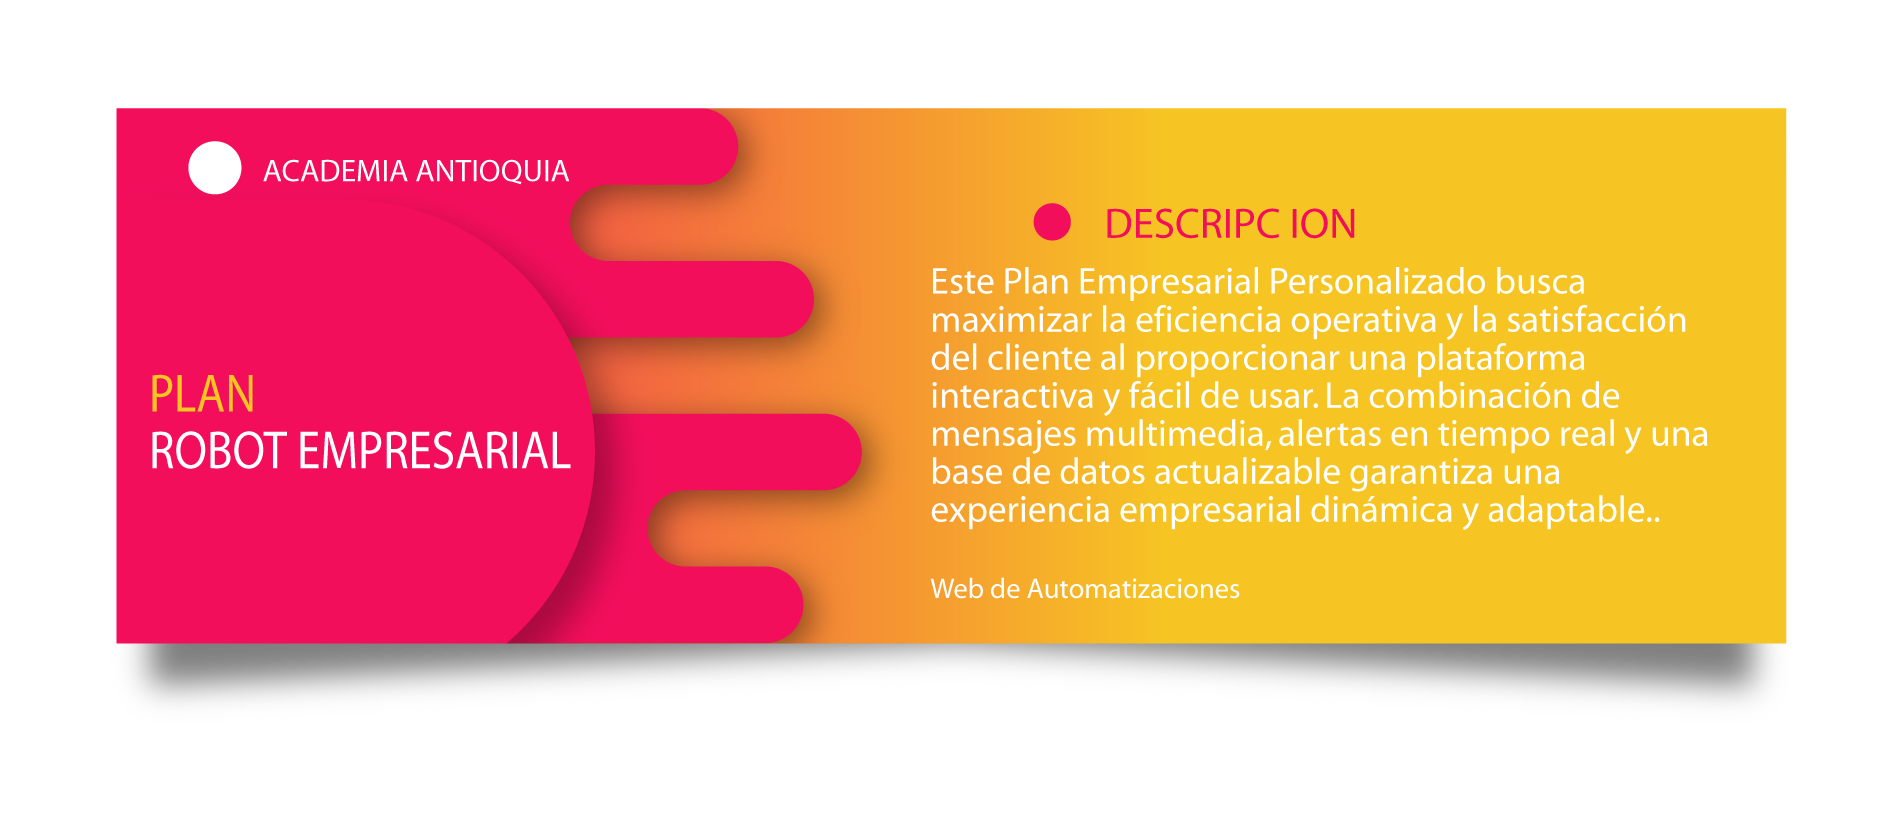 ACADEMIA ANTIOQUIA
PLAN
ROBOT EMPRESARIAL
DESCRIPC ION
Este Plan Empresarial Personalizado busca
maximizar la eficiencia operativa y la satisfacción
del cliente al proporcionar una plataforma
interactiva y fácil de usar. La combinación de
mensajes multimedia, alertas en tiempo real y una
base de datos actualizable garantiza una
experiencia empresarial dinámica y adaptable..
Web de Automatizaciones